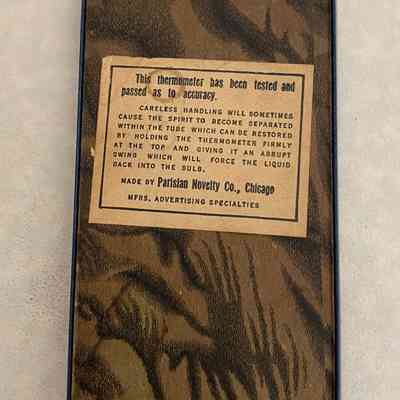 This thermometer has been tested and
passed as to accuracy.
CARELESS HANDLING WILL SOMETIMES
CAUSE THE SPIRIT TO BECOME SEPARATED
WITHIN THE TUBE WHICH CAN BE RESTORED
BY HOLDING THE THERMOMETER FIRMLY
AT THE TOP AND GIVING IT AN ABRUPT
SWING WHICH WILL FORCE THE LIQUID
BACK INTO THE BULB.
MADE BY Parisian Novelty Co., Chicago
MFRS. ADVERTISING SPECIALTIES